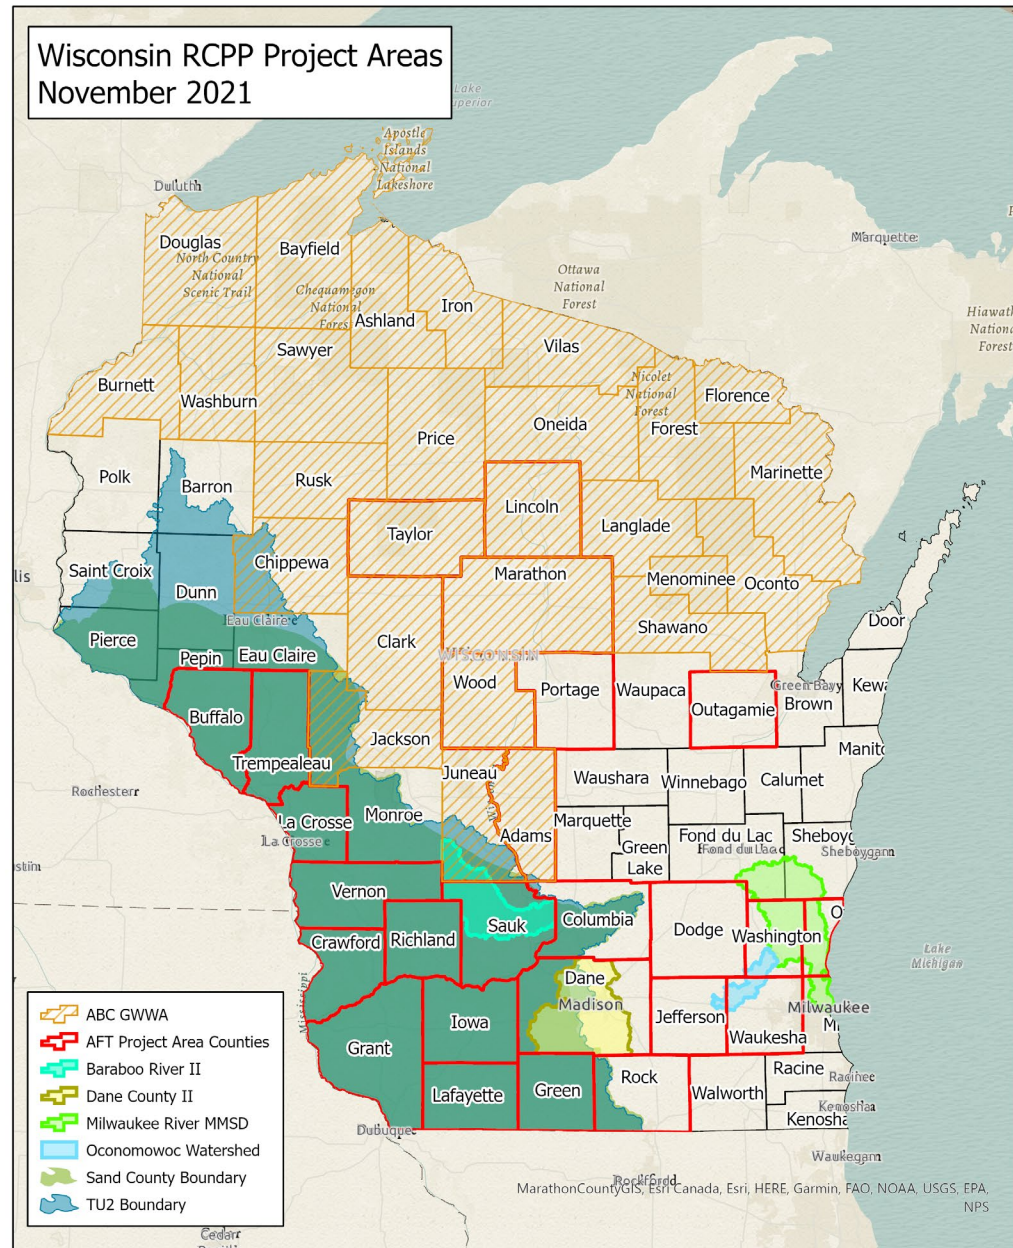 Wisconsin RCPP Project Areas
November 2021
Lake
Superior
Apostle
Islands
National
Lakeshore
Duluth
Douglas
Bayfield
North Country
National
Scenic Trail
Marquette
Ottawa
National
Forest
Chequamegon
National
Forest
Ashland
Iron
Hiawath
Nationa
Forest
Sawyer
Vilas
Burnett
Washburn
Nicolet
National
Forest
Florence
Oneida
Forest
Price
Polk
Barron
Rusk
Marinette
Lincoln
Taylor
Langlade
Chippewa
Saint Croix
lis
Marathon
Menominee
Oconto
Dunn
Eau Claire
Door
Pierce
Clark
Shawano
Pepin
Eau Claire
WISCONSIN
Wood
Portage
Waupaca
Green Bay
Kewa
Brown
Outagamie
Buffalo
Jackson
Manito
Trempealeau
Juneau
Waushara
Winnebago
Calumet
Rochester
Monroe
La Crosse
La Crosse
Adams
Marquette
Green
Lake
Fond du Lac
Fond du Lac
Sheboyg
Sheboygan
stin
Vernon
Columbia
Sauk
Dodge
Washington
Crawford
Richland
Lake
Michigan
Dane
Madison
Mississippi
Iowa
Jefferson
Milwaukee
Waukesha
Grant
Racine
Racine
Rock
Walworth
Lafayette
Green
Kenosha
Kenosha
Dubuque
Waukegan
Rockford
Cedar
ABC GWWA
AFT Project Area Counties
Baraboo River II
Dane County II
Milwaukee River MMSD
Oconomowoc Watershed
Sand County Boundary
TU2 Boundary
MarathonCountyGIS, Esri Canada, Esri, HERE, Garmin, FAO, NOAA, USGS, EPA,
NPS